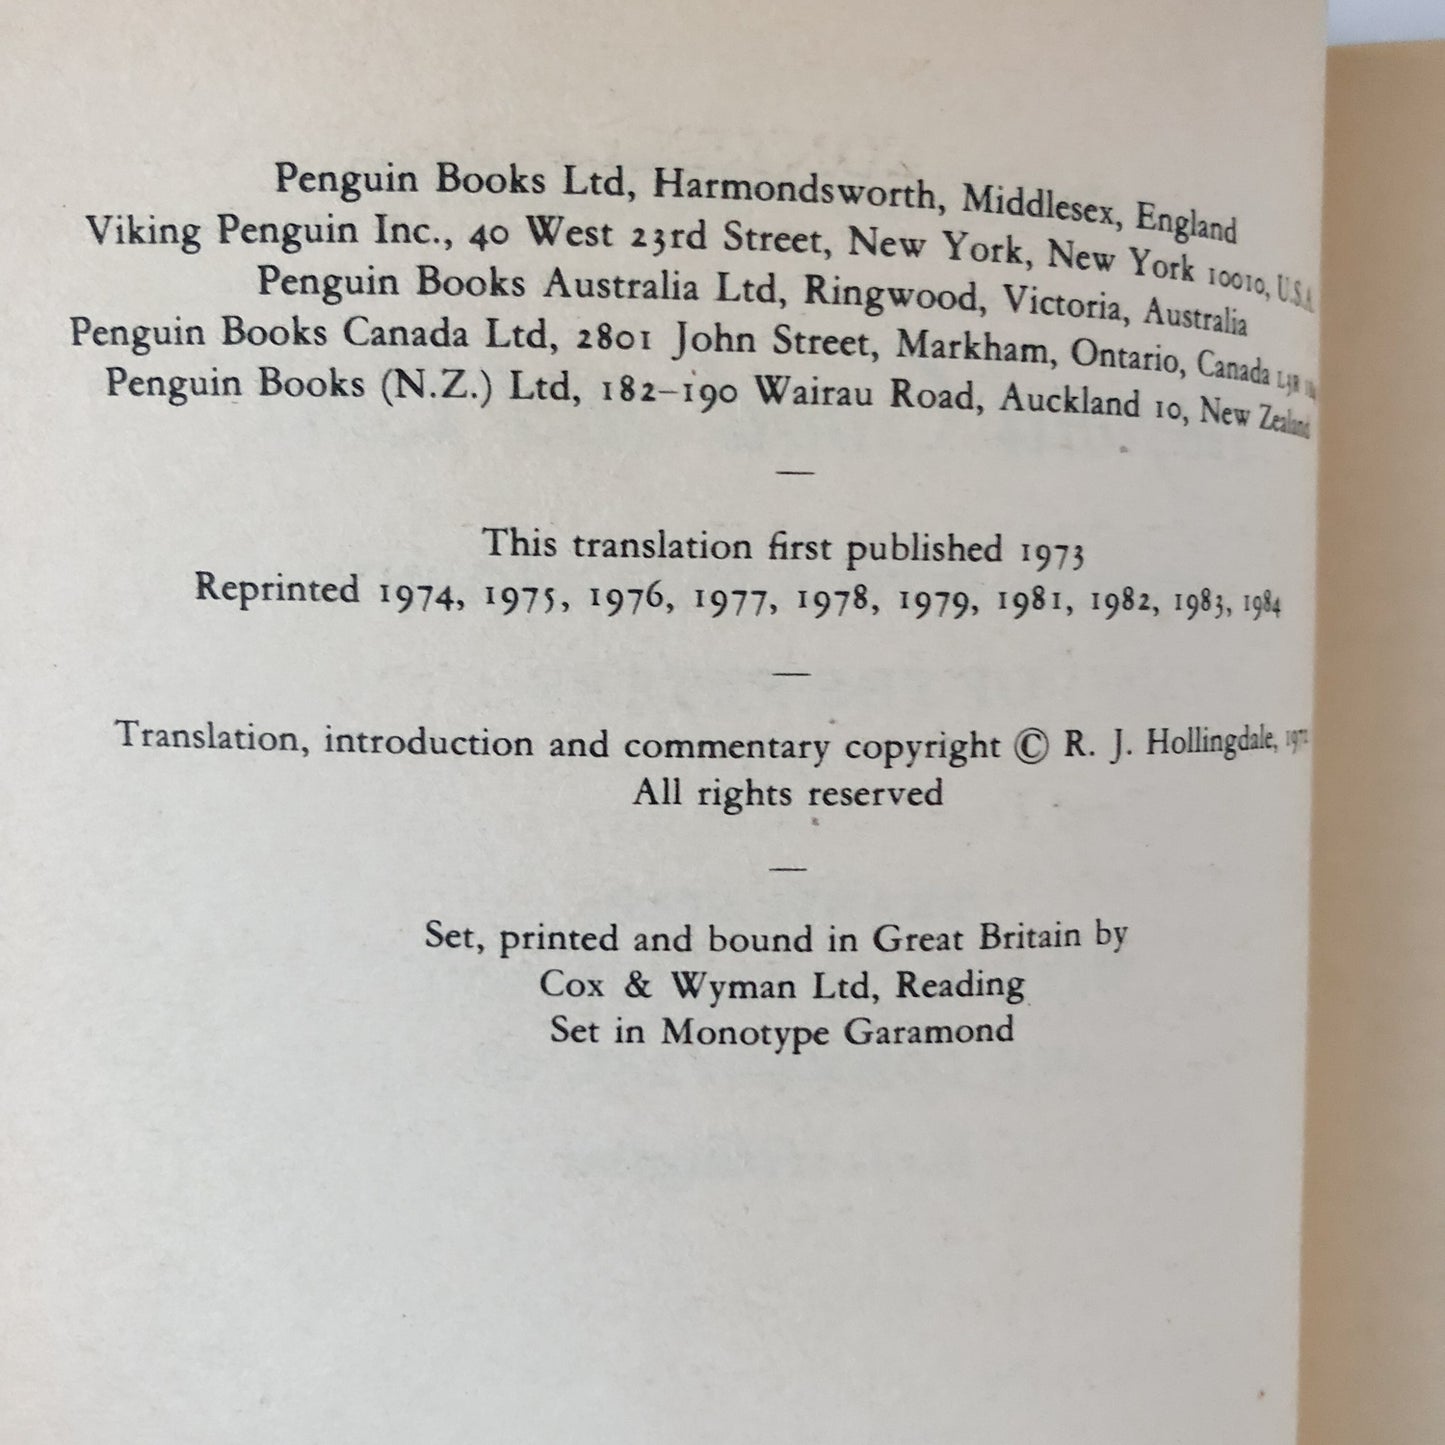 Penguin Books Ltd, Harmondsworth, Middlesex, England
Viking Penguin Inc., 40 West 23rd Street, New York, New York 10010, U.S.A.
Penguin Books Australia Ltd, Ringwood, Victoria, Australia
Penguin Books Canada Ltd, 2801 John Street, Markham, Ontario, Canada L3R
Penguin Books (N.Z.) Ltd, 182–190 Wairau Road, Auckland 10, New Zealand
—
This translation first published 1973
Reprinted 1974, 1975, 1976, 1977, 1978, 1979, 1981, 1982, 1983, 1984
—
Translation, introduction and commentary copyright © R. J. Hollingdale, 1972
All rights reserved
—
Set, printed and bound in Great Britain by
Cox & Wyman Ltd, Reading
Set in Monotype Garamond